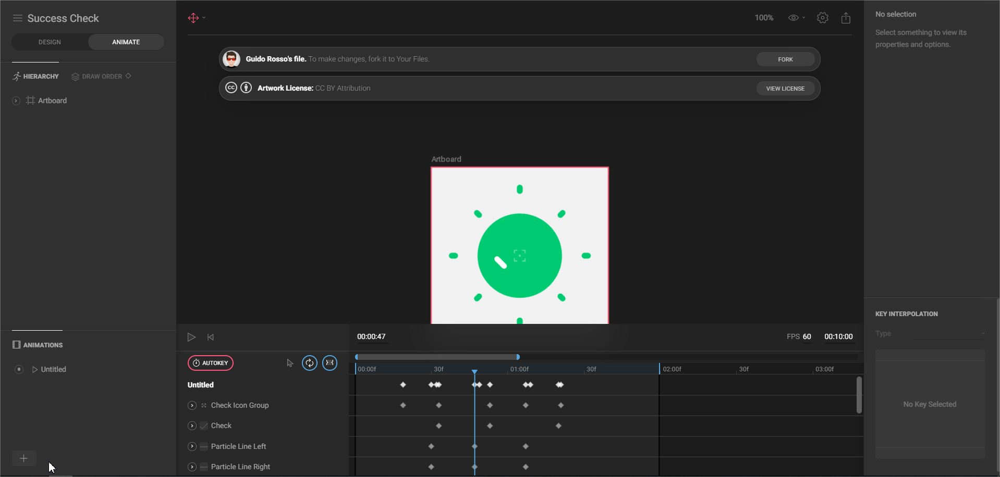 Success Check
100%
No selection
Select something to view its
properties and options.
DESIGN
ANIMATE
Guido Rosso's file. To make changes, fork it to Your Files.
FORK
HIERARCHY
DRAW ORDER
CC
Artwork License: CC BY Attribution
VIEW LICENSE
Artboard
Artboard
KEY INTERPOLATION
Type
No Key Selected
ANIMATIONS
Untitled
00:00:47
FPS 60
00:10:00
AUTOKEY
00:00f
30f
01:00f
30f
02:00f
30f
03:00f
Untitled
Check Icon Group
Check
Particle Line Left
Particle Line Right